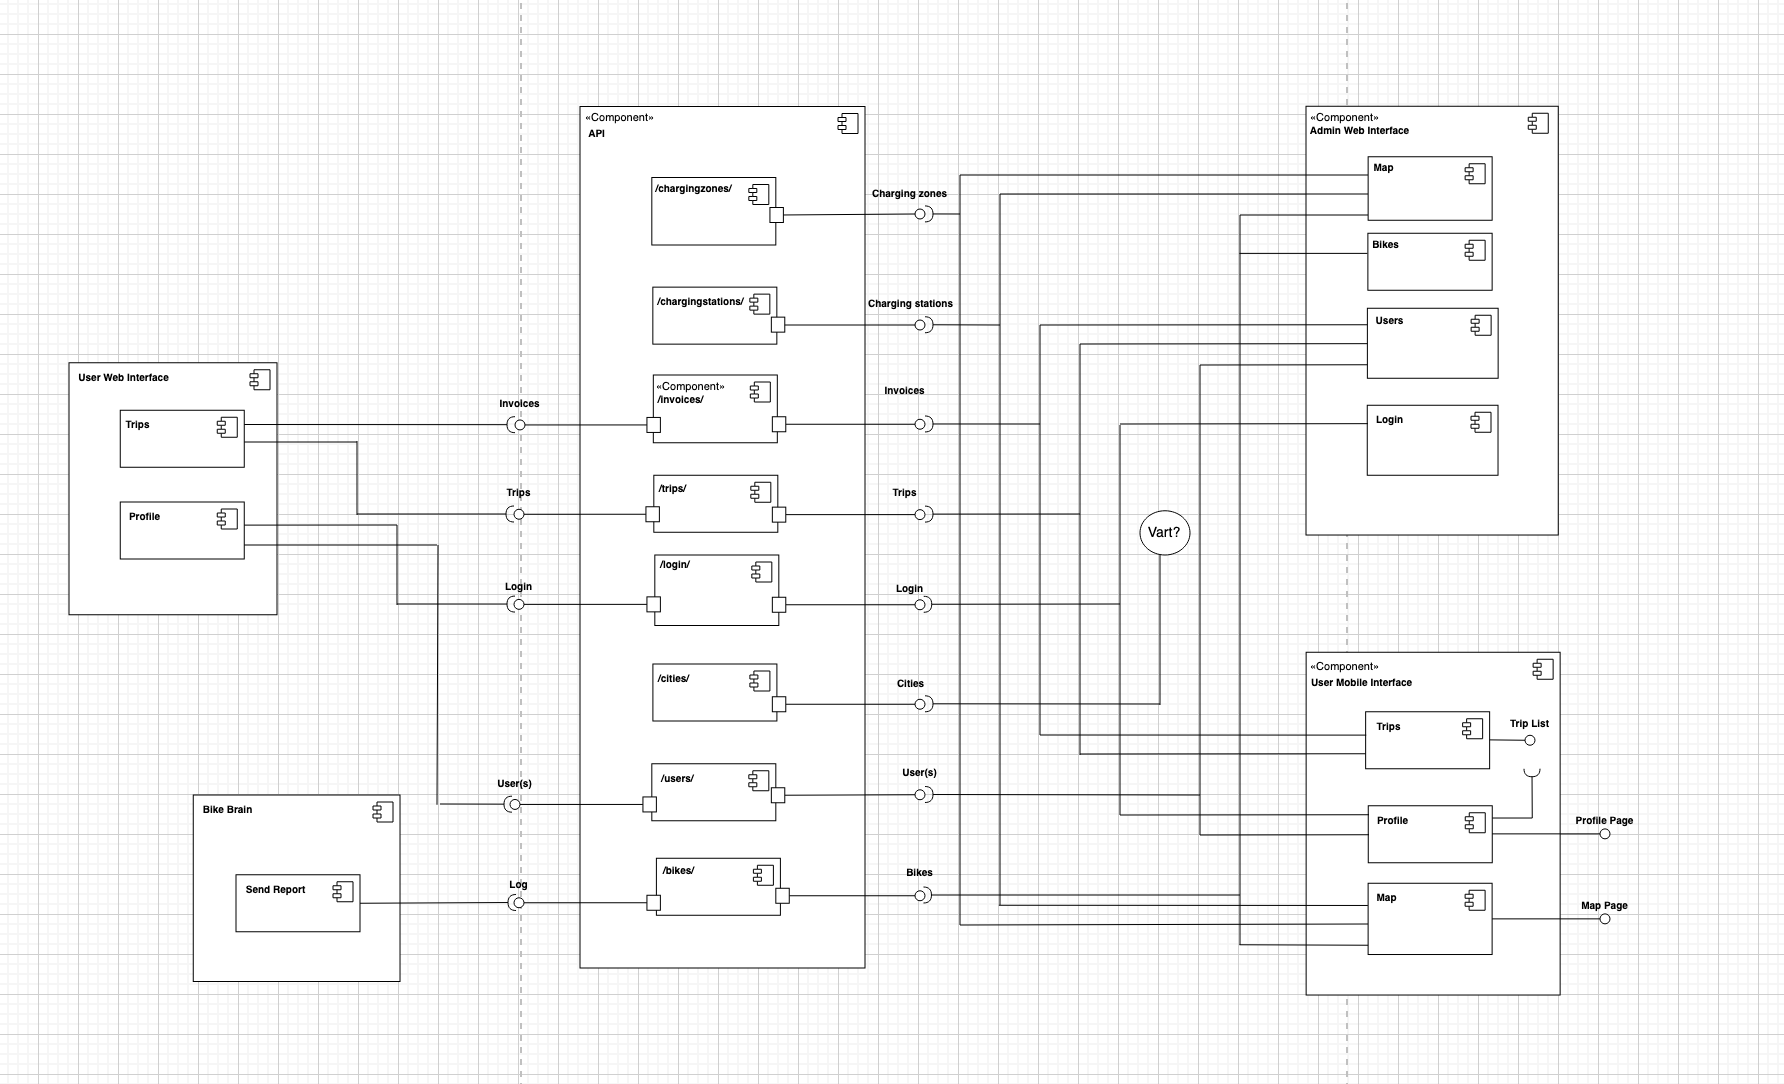 «Component»
API
/chargingzones/
/chargingstations/
«Component»
/invoices/
/trips/
/login/
/cities/
/users/
/bikes/
User Web Interface
Trips
Profile
Bike Brain
Send Report
Invoices
Trips
Login
User(s)
Log
Charging zones
Charging stations
Invoices
Trips
Login
Cities
User(s)
Bikes
Vart?
«Component»
Admin Web Interface
Map
Bikes
Users
Login
«Component»
User Mobile Interface
Trips
Trip List
Profile
Profile Page
Map
Map Page